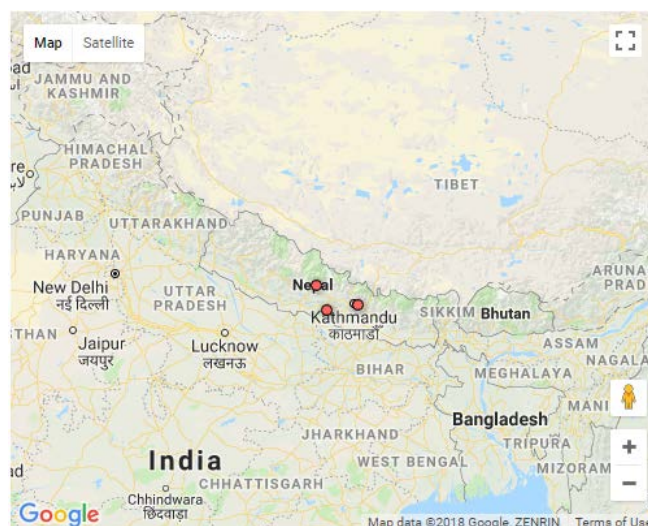 Map Satellite
JAMMU AND
KASHMIR
HIMACHAL
PRADESH
TIBET
PUNJAB
UTTARAKHAND
HARYANA
New Delhi
नई दिल्ली
UTTAR
PRADESH
Nepal
Kathmandu
काठमाडौँ
SIKKIM
Bhutan
ARUNA
PRAD
Jaipur
जयपुर
Lucknow
लखनऊ
BIHAR
ASSAM
NAGALA
MEGHALAYA
THAN
Bangladesh
MANI
JHARKHAND
TRIPURA
WEST BENGAL
MIZORAM
India
CHHATTISGARH
Chhindwara
छिंदवाड़ा
Google
Map data ©2018 Google, ZENRIN
Terms of Use